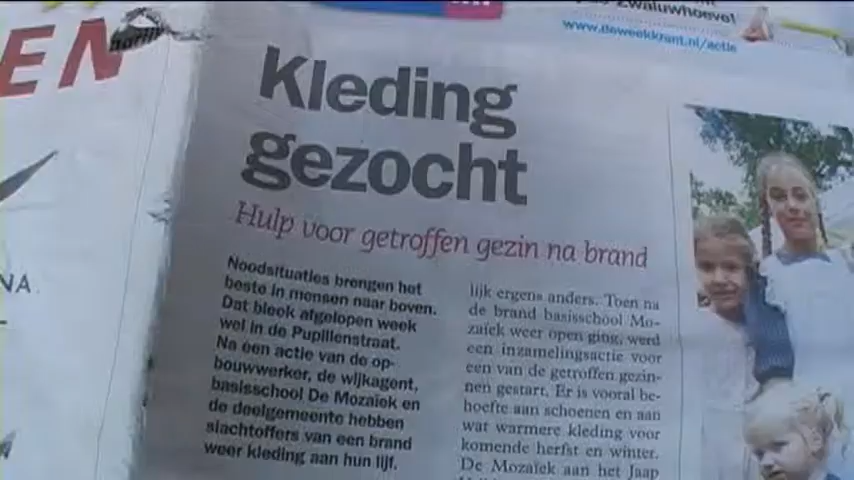 EN
Zwaluwhoeve!
www.deweekkrant.nl/actie
Kleding
gezocht
Hulp voor getroffen gezin na brand
Noodsituaties brengen het
beste in mensen naar boven.
Dat bleek afgelopen week
wel in de Pupillenstraat.
Na een actie van de op-
bouwwerker, de wijkagent,
basisschool De Mozaïek en
de deelgemeente hebben
slachtoffers van een brand
weer kleding aan hun lijf.
lijk ergens anders. Toen na
de brand basisschool Mo-
zaïek weer open ging, werd
een inzamelingsactie voor
een van de getroffen gezin-
nen gestart. Er is vooral be-
hoefte aan schoenen en aan
wat warmere kleding voor
komende herfst en winter.
De Mozaïek aan het Jaap
NA.